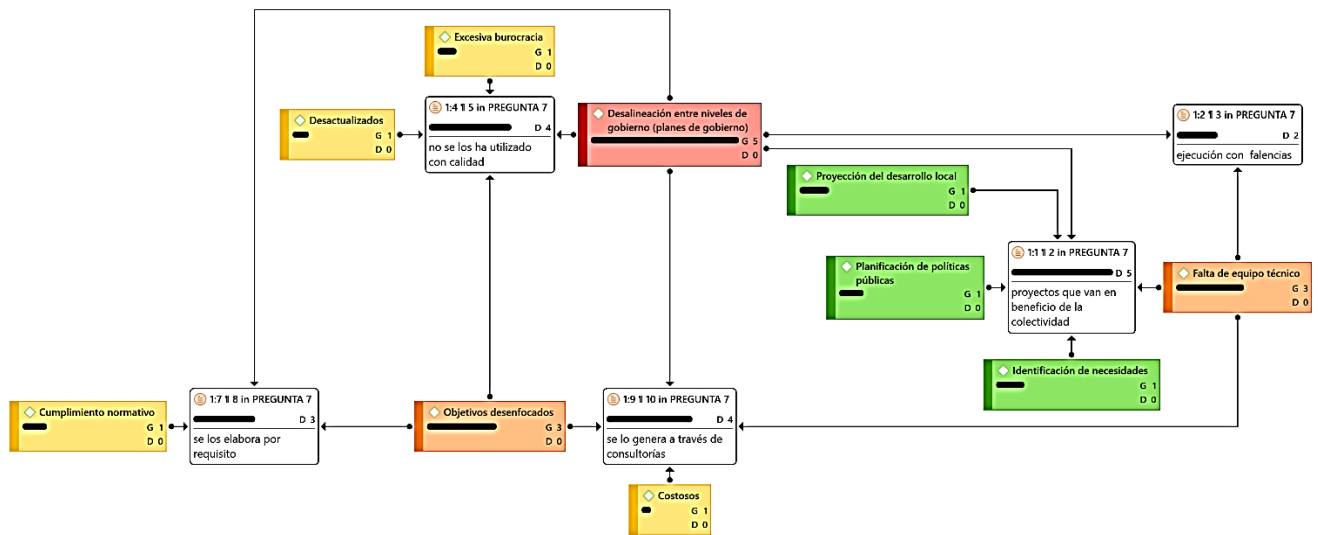 Excesiva burocracia
G 1
D 0
Desactualizados
G 1
D 0
1:4 ¶ 5 in PREGUNTA 7
D 4
no se los ha utilizado
con calidad
Desalineación entre niveles de
gobierno (planes de gobierno)
G 5
D 0
1:2 ¶ 3 in PREGUNTA 7
D 2
ejecución con falencias
Proyección del desarrollo local
G 1
D 0
Planificación de políticas
públicas
G 1
D 0
1:1 ¶ 2 in PREGUNTA 7
D 5
proyectos que van en
beneficio de la
colectividad
Falta de equipo técnico
G 3
D 0
Identificación de necesidades
G 1
D 0
Cumplimiento normativo
G 1
D 0
1:7 ¶ 8 in PREGUNTA 7
D 3
se los elabora por
requisito
Objetivos desenfocados
G 3
D 0
1:9 ¶ 10 in PREGUNTA 7
D 4
se lo genera a través de
consultorías
Costosos
G 1
D 0